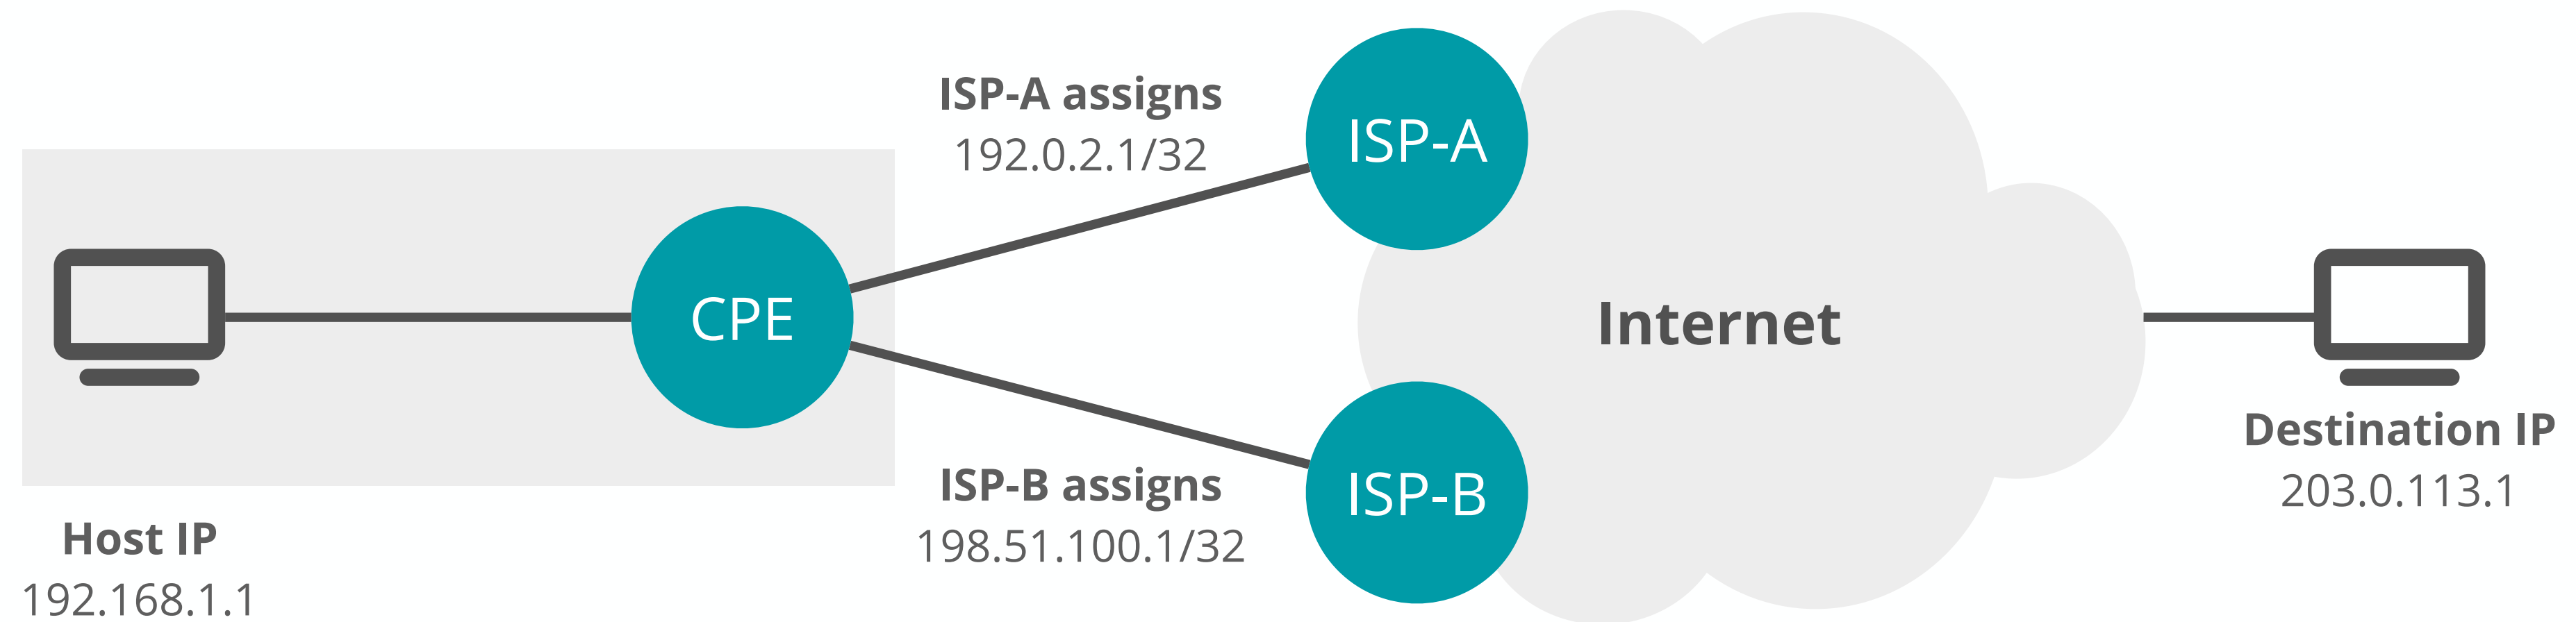 ISP-A assigns
192.0.2.1/32
ISP-A
CPE
Internet
ISP-B assigns
198.51.100.1/32
ISP-B
Host IP
192.168.1.1
Destination IP
203.0.113.1